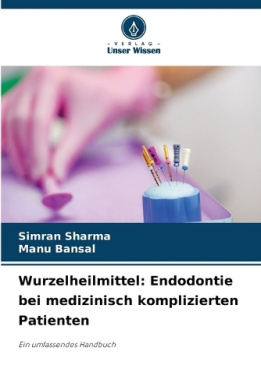 VERLAG
Unser Wissen
Simran Sharma
Manu Bansal
Wurzelheilmittel: Endodontie
bei medizinisch komplizierten
Patienten
Ein umfassendes Handbuch